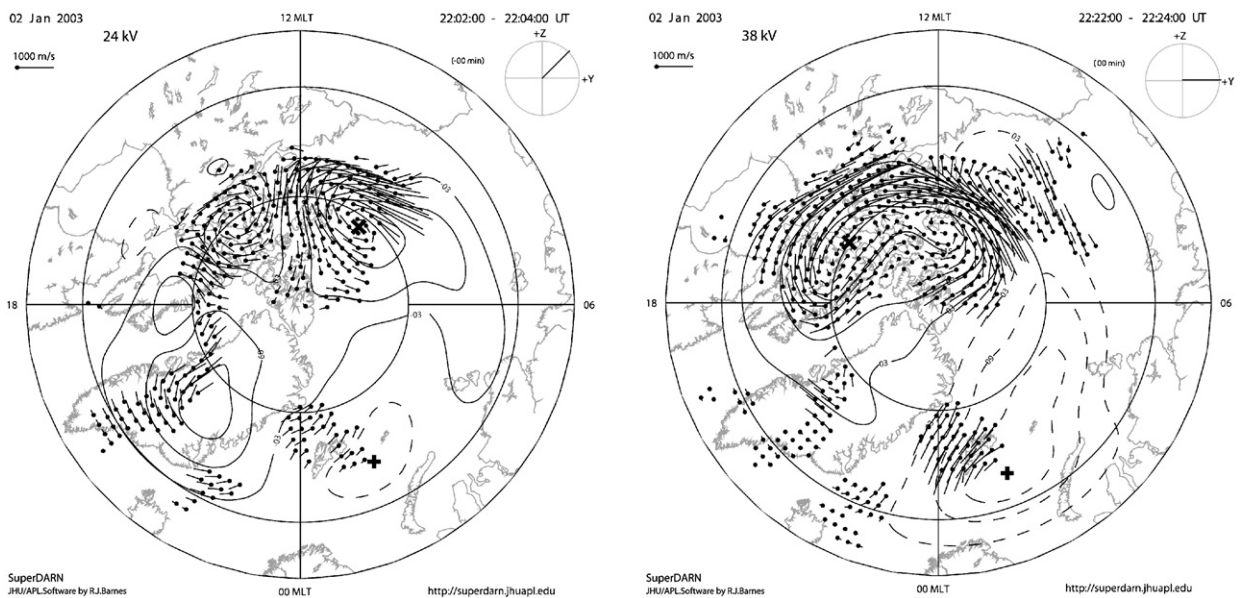 02 Jan 2003
12 MLT
22:02:00 - 22:04:00 UT
24 kV
+Z
1000 m/s
(-00 min)
+Y
03
18
06
03
09
03
SuperDARN
JHU/APL.Software by R.J.Barnes
00 MLT
http://superdarn.jhuapl.edu
02 Jan 2003
12 MLT
22:22:00 - 22:24:00 UT
38 kV
+Z
1000 m/s
(00 min)
+Y
03
18
06
03
-09
SuperDARN
JHU/APL.Software by R.J.Barnes
00 MLT
http://superdarn.jhuapl.edu